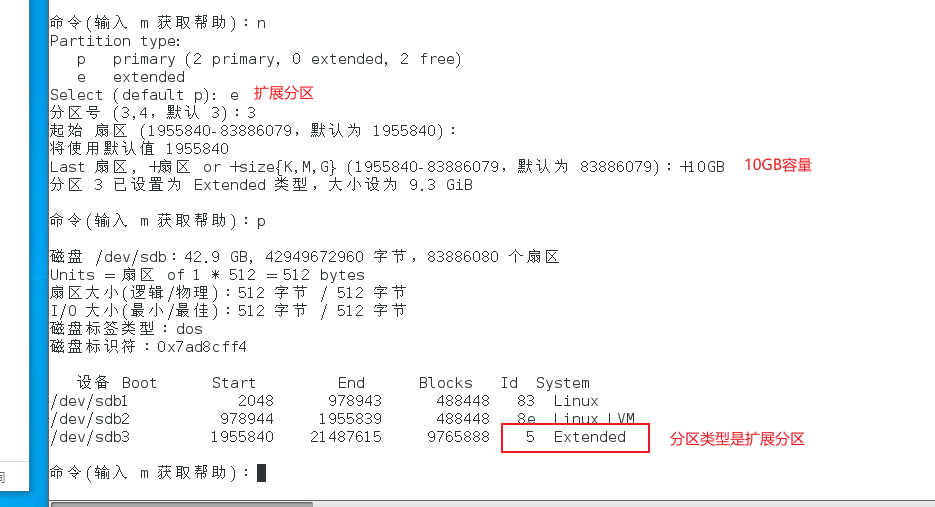 命令(输入 m 获取帮助)：n
Partition type:
p primary (2 primary, 0 extended, 2 free)
e extended
Select (default p): e 扩展分区
分区号 (3,4，默认 3)：3
起始 扇区 (1955840-83886079，默认为 1955840)：
将使用默认值 1955840
Last 扇区, +扇区 or +size{K,M,G} (1955840-83886079，默认为 83886079)：+10GB 10GB容量
分区 3 已设置为 Extended 类型，大小设为 9.3 GiB
命令(输入 m 获取帮助)：p
磁盘 /dev/sdb：42.9 GB, 42949672960 字节，83886080 个扇区
Units = 扇区 of 1 * 512 = 512 bytes
扇区大小(逻辑/物理)：512 字节 / 512 字节
I/O 大小(最小/最佳)：512 字节 / 512 字节
磁盘标签类型：dos
磁盘标识符：0x7ad8cff4
设备 Boot Start End Blocks Id System
/dev/sdb1 2048 978943 488448 83 Linux
/dev/sdb2 978944 1955839 488448 8e Linux LVM
/dev/sdb3 1955840 21487615 9765888 5 Extended 分区类型是扩展分区
命令(输入 m 获取帮助)：